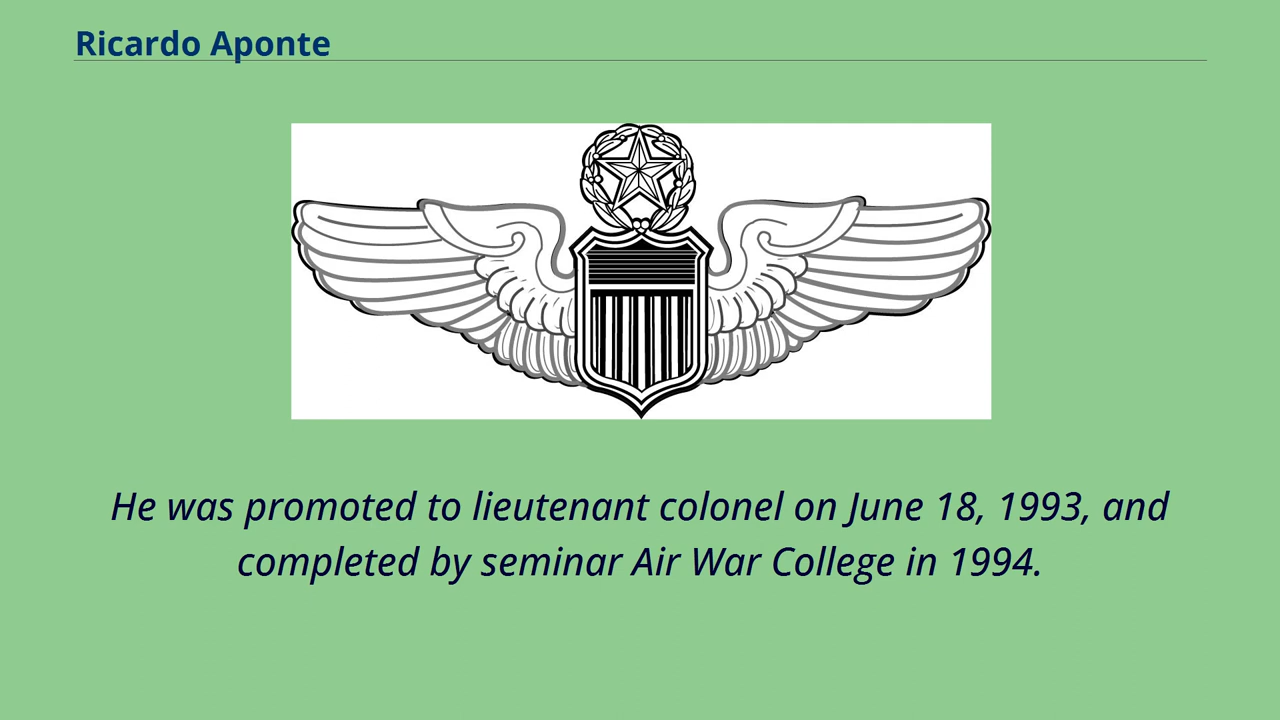 Ricardo Aponte
He was promoted to lieutenant colonel on June 18, 1993, and
completed by seminar Air War College in 1994.